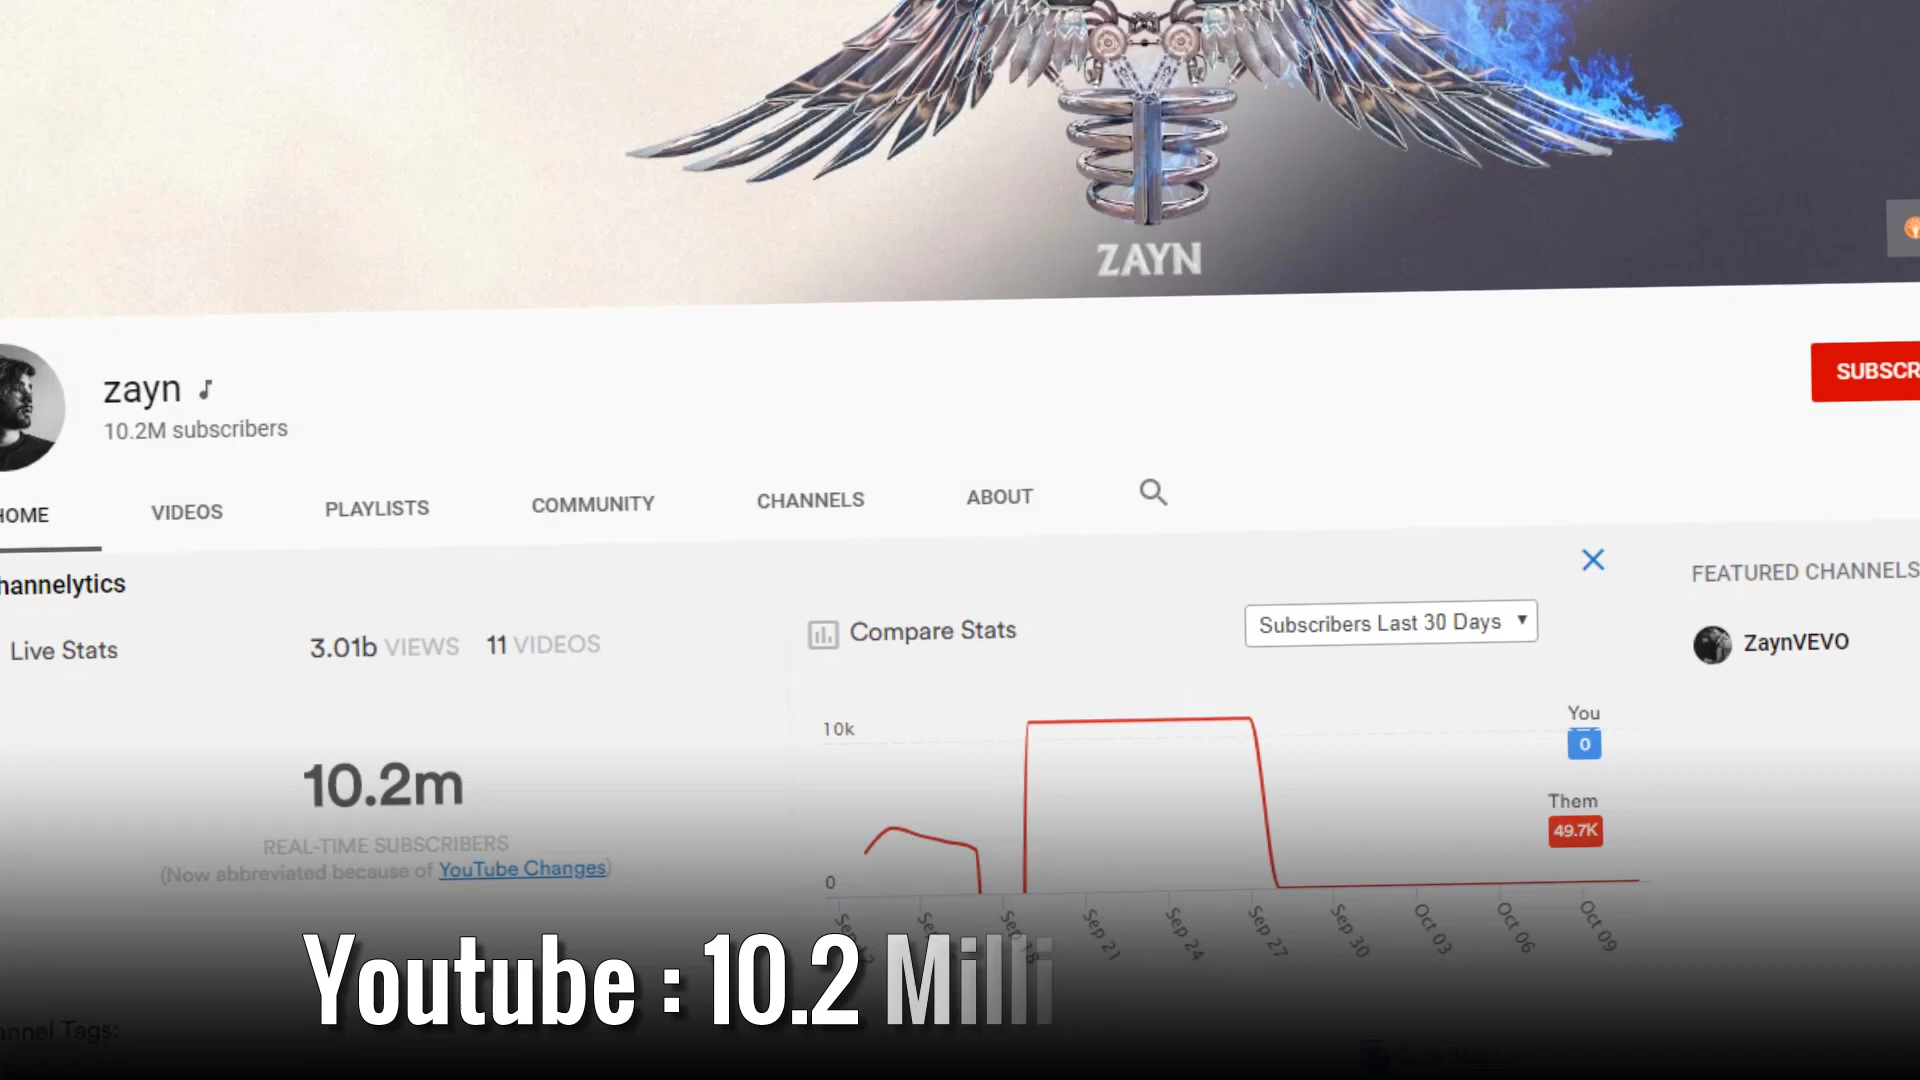 ZAYN
zayn
10.2M subscribers
SUBSCR
HOME VIDEOS PLAYLISTS COMMUNITY CHANNELS ABOUT
hannelytics
FEATURED CHANNELS
Live Stats 3.01b VIEWS 11 VIDEOS
Compare Stats
Subscribers Last 30 Days
ZaynVEVO
You
0
10k
10.2m
Them
49.7K
REAL-TIME SUBSCRIBERS
(Now abbreviated because of YouTube Changes)
0
Sep 21 Sep 24 Sep 27 Sep 30 Oct 03 Oct 06 Oct 09
Youtube : 10.2 Milli
annel Tags: